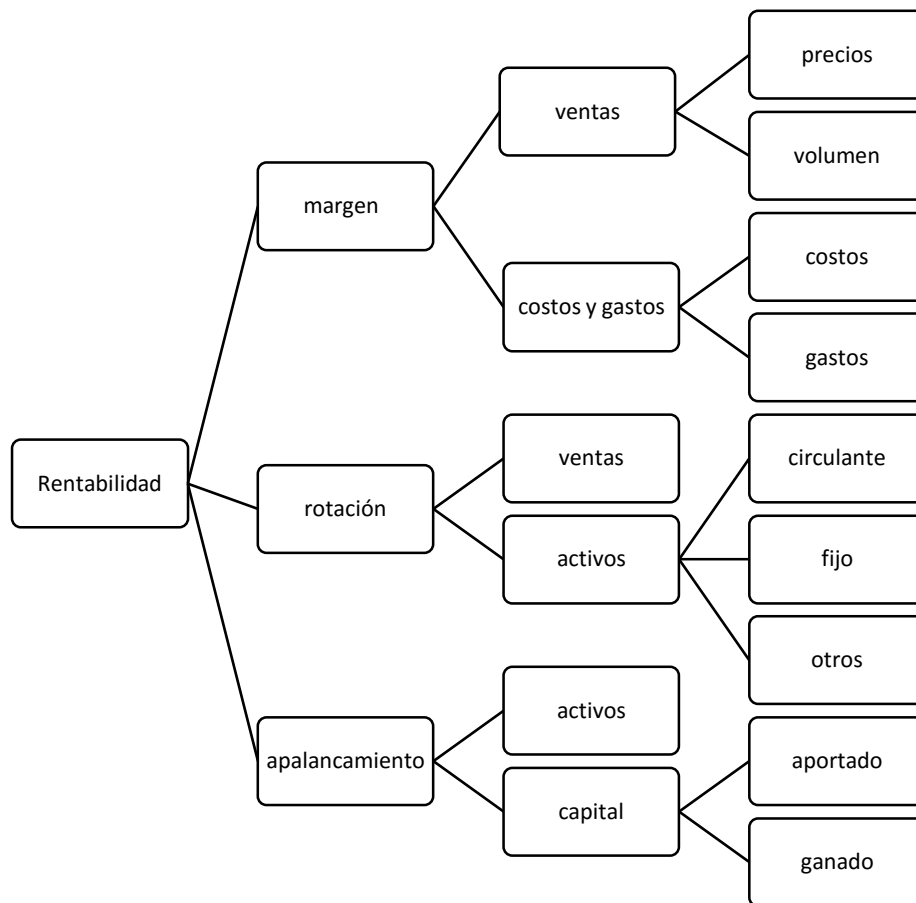 Rentabilidad
margen
ventas
precios
volumen
costos y gastos
costos
gastos
rotación
ventas
activos
circulante
fijo
otros
apalancamiento
activos
capital
aportado
ganado